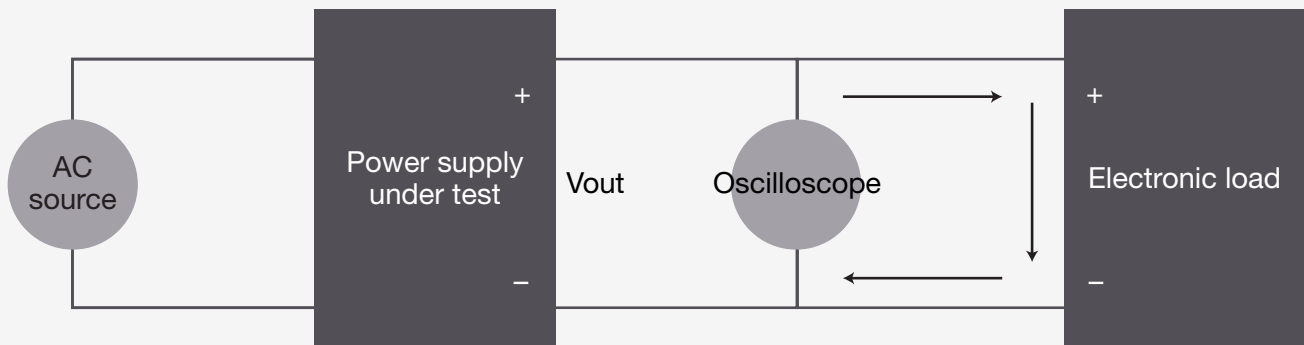 AC
source
+
Power supply
under test
−
Vout
Oscilloscope
+
Electronic load
−